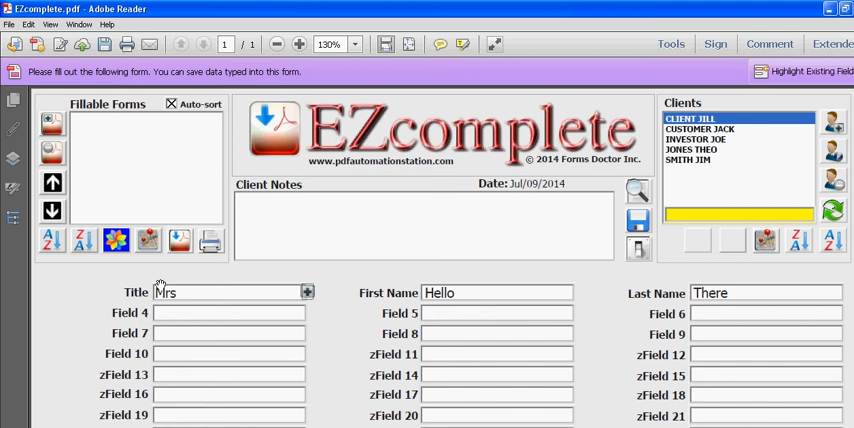 EZcomplete.pdf - Adobe Reader
File Edit View Window Help
1 / 1 130% Tools Sign Comment Extende
Please fill out the following form. You can save data typed into this form. Highlight Existing Field
Fillable Forms Auto-sort
EZcomplete
www.pdfautomationstation.com © 2014 Forms Doctor Inc.
Client Notes Date: Jul/09/2014
Clients
CLIENT JILL
CUSTOMER JACK
INVESTOR JOE
JONES THEO
SMITH JIM
A Z Z A A Z Z A
Title Mrs First Name Hello Last Name There
Field 4 Field 5 Field 6
Field 7 Field 8 Field 9
Field 10 zField 11 zField 12
zField 13 zField 14 zField 15
zField 16 zField 17 zField 18
zField 19 zField 20 zField 21